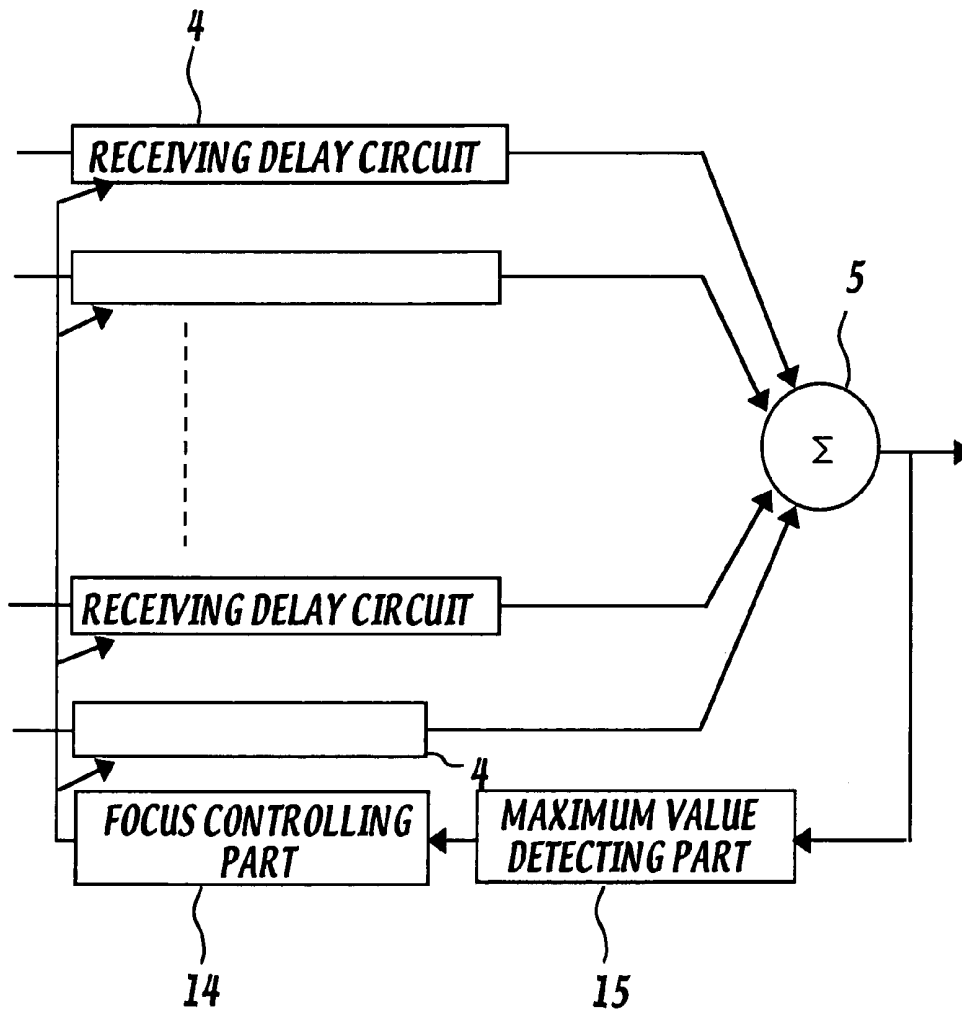 4
RECEIVING DELAY CIRCUIT
5
Σ
RECEIVING DELAY CIRCUIT
4
FOCUS CONTROLLING
PART
MAXIMUM VALUE
DETECTING PART
14
15